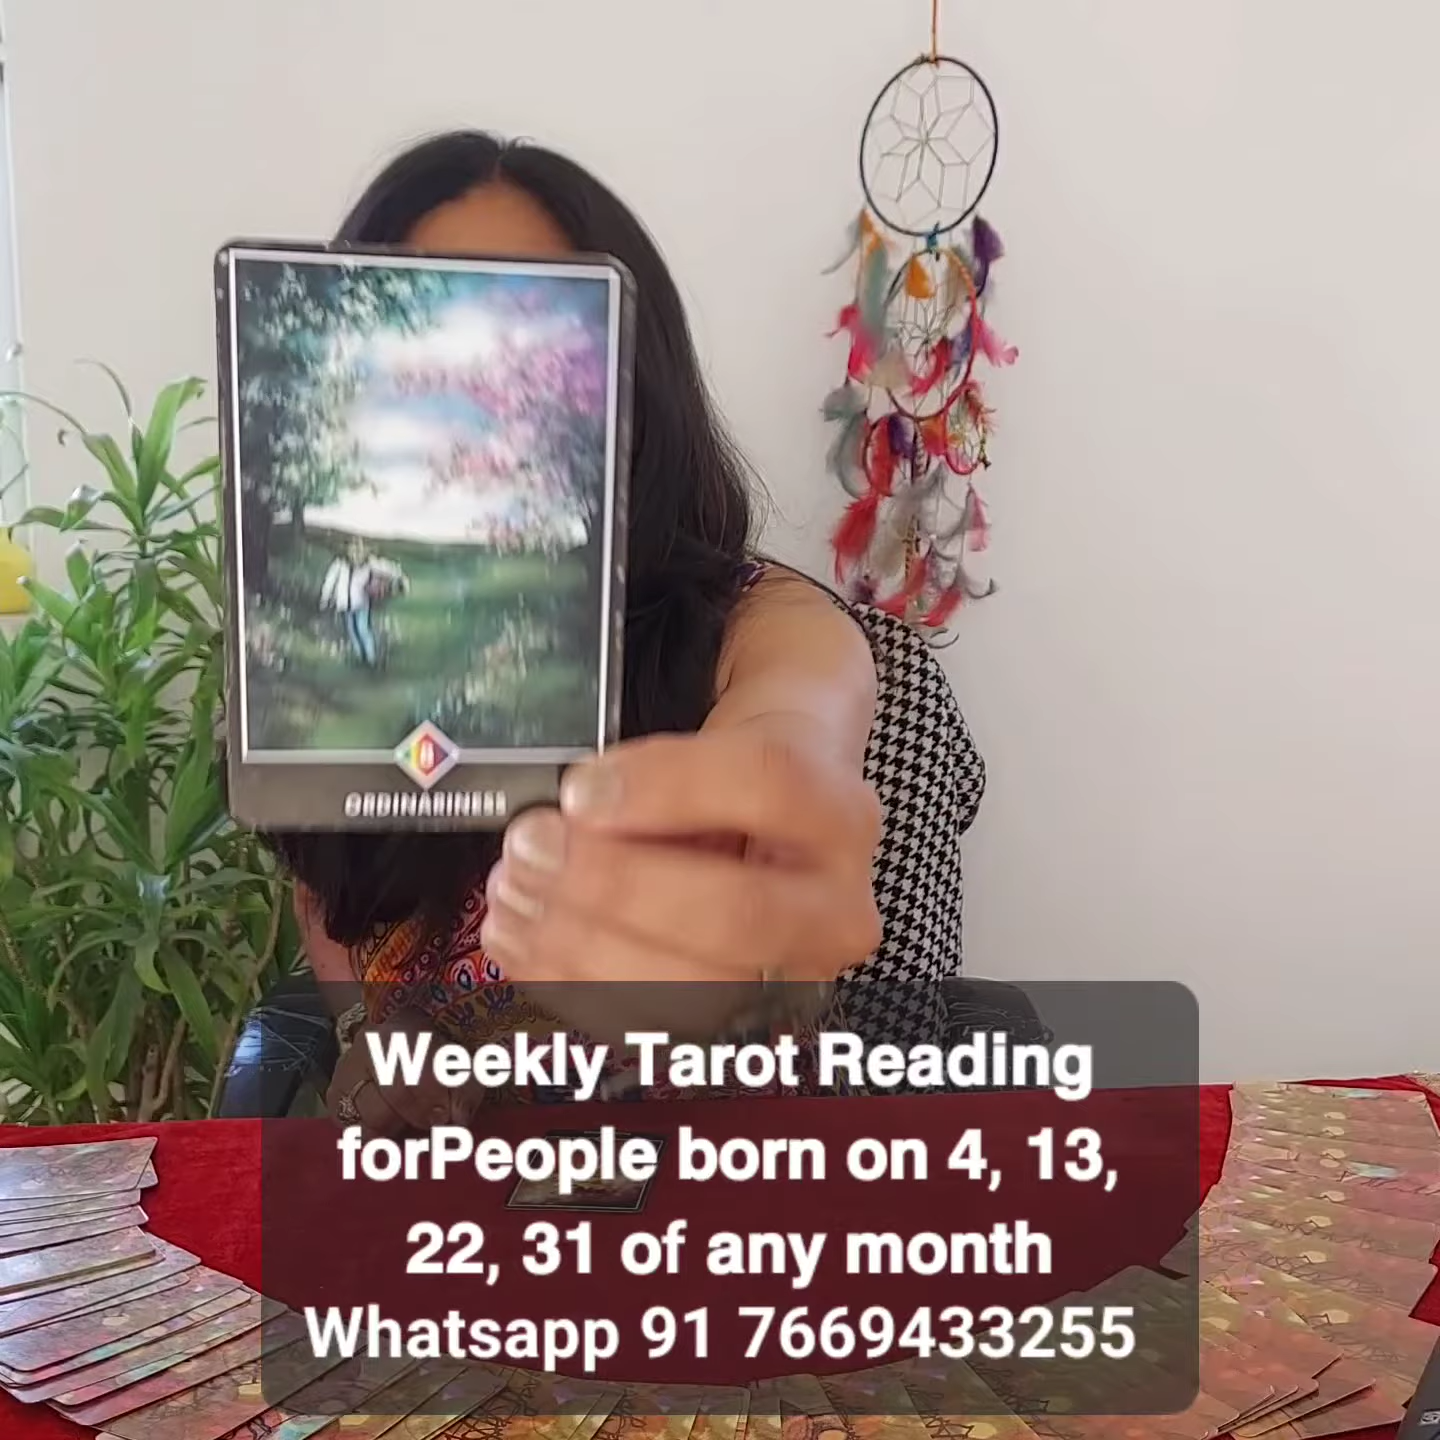 ORDINARINESS
Weekly Tarot Reading
forPeople born on 4, 13,
22, 31 of any month
Whatsapp 91 7669433255